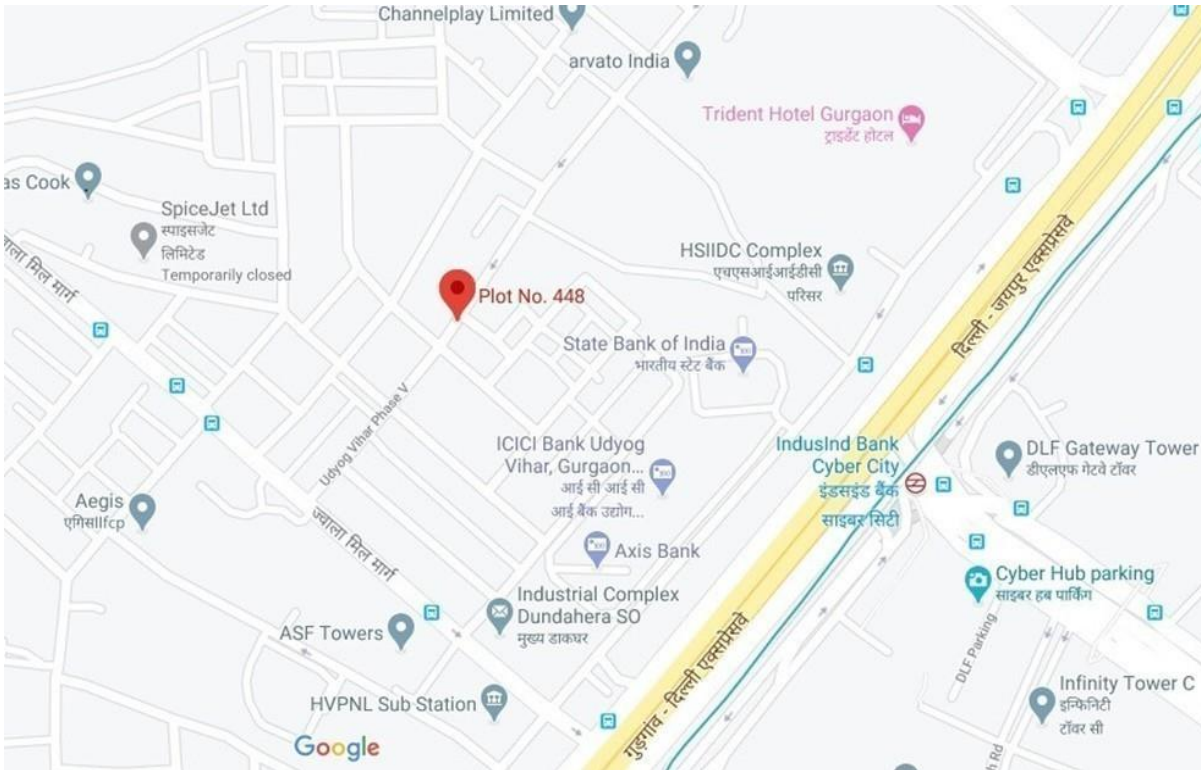 Channelplay Limited
arvato India
Trident Hotel Gurgaon
ट्राइडेंट होटल
as Cook
SpiceJet Ltd
स्पाइसजेट
लिमिटेड
Temporarily closed
HSIIDC Complex
एचएसआईआईडीसी
परिसर
दिल्ली - जयपुर एक्सप्रेसवे
Plot No. 448
State Bank of India
भारतीय स्टेट बैंक
Udyog Vihar Phase V
ICICI Bank Udyog
Vihar, Gurgaon...
आई सी आई सी
आई बैंक उद्योग...
IndusInd Bank
Cyber City
इंडसइंड बैंक
साइबर सिटी
DLF Gateway Tower
डीएलएफ गेटवे टॉवर
Aegis
एगिसllfcp
ज्वाला मिल मार्ग
Axis Bank
Industrial Complex
Dundahera SO
मुख्य डाकघर
Cyber Hub parking
साइबर हब पार्किंग
ASF Towers
DLF Parking
HVPNL Sub Station
गुड़गांव - दिल्ली एक्सप्रेसवे
Infinity Tower C
इन्फिनिटी
टॉवर सी
h Rd
Google